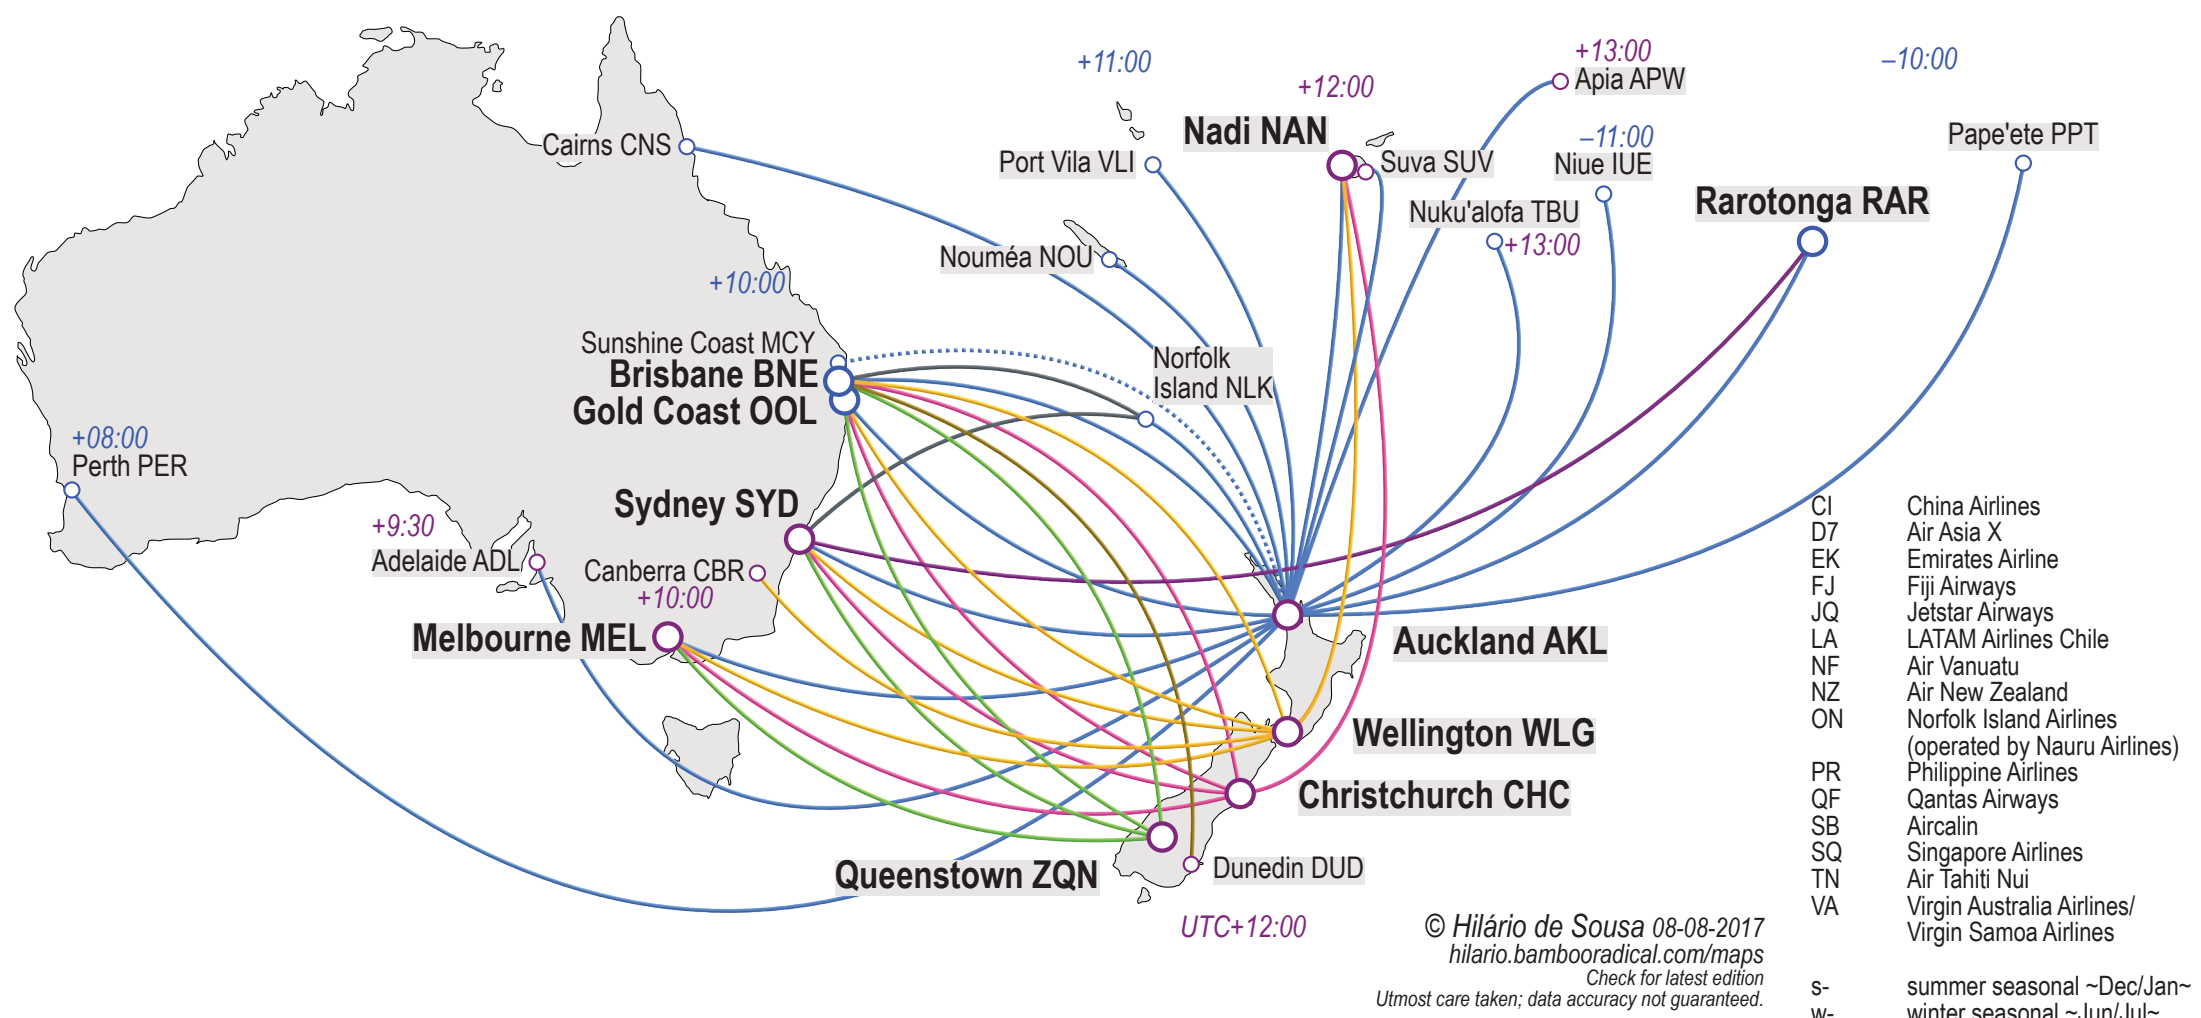 +11:00
+13:00
Apia APW
–10:00
+12:00
Nadi NAN
–11:00
Pape'ete PPT
Cairns CNS
Port Vila VLI
Suva SUV
Niue IUE
Rarotonga RAR
Nuku'alofa TBU
+13:00
Nouméa NOU
+10:00
Sunshine Coast MCY
Brisbane BNE
Gold Coast OOL
Norfolk
Island NLK
+08:00
Perth PER
Sydney SYD
+9:30
Adelaide ADL
Canberra CBR
+10:00
Melbourne MEL
Auckland AKL
Wellington WLG
Christchurch CHC
Queenstown ZQN
Dunedin DUD
UTC+12:00
© Hilário de Sousa 08-08-2017
hilario.bambooradical.com/maps
Check for latest edition
Utmost care taken; data accuracy not guaranteed.
CI China Airlines
D7 Air Asia X
EK Emirates Airline
FJ Fiji Airways
JQ Jetstar Airways
LA LATAM Airlines Chile
NF Air Vanuatu
NZ Air New Zealand
ON Norfolk Island Airlines
(operated by Nauru Airlines)
PR Philippine Airlines
QF Qantas Airways
SB Aircalin
SQ Singapore Airlines
TN Air Tahiti Nui
VA Virgin Australia Airlines/
Virgin Samoa Airlines
s- summer seasonal ~Dec/Jan~
w- winter seasonal ~Jun/Jul~